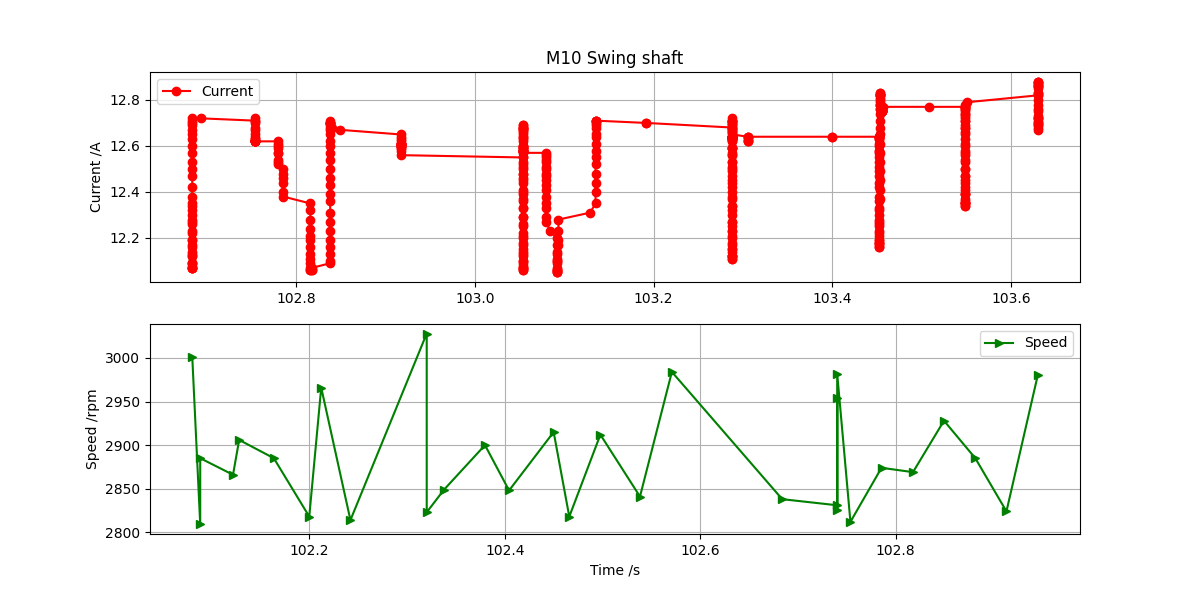 M10 Swing shaft
Current
Current /A
12.8
12.6
12.4
12.2
102.8 103.0 103.2 103.4 103.6
Speed
Speed /rpm
3000
2950
2900
2850
2800
102.2 102.4 102.6 102.8
Time /s